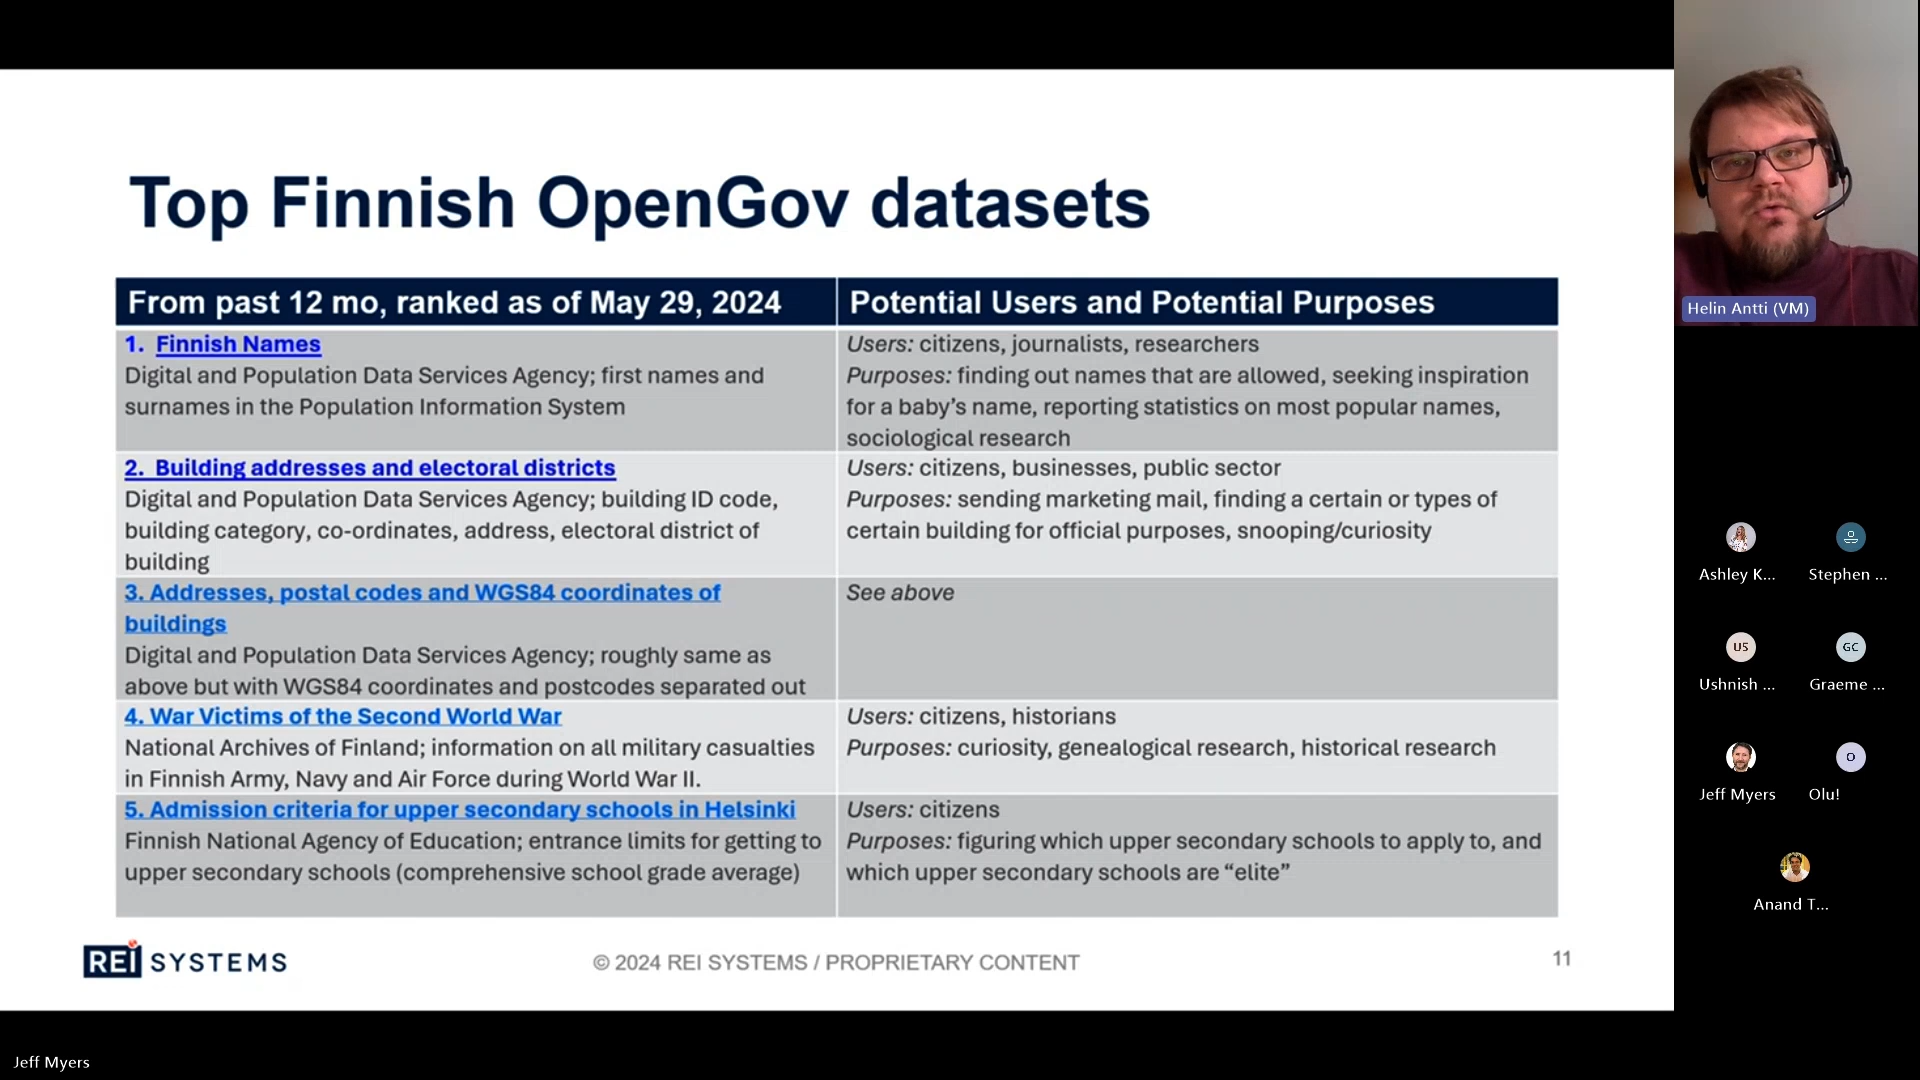 Top Finnish OpenGov datasets
From past 12 mo, ranked as of May 29, 2024
Potential Users and Potential Purposes
1. Finnish Names
Digital and Population Data Services Agency; first names and
surnames in the Population Information System
Users: citizens, journalists, researchers
Purposes: finding out names that are allowed, seeking inspiration
for a baby's name, reporting statistics on most popular names,
sociological research
2. Building addresses and electoral districts
Digital and Population Data Services Agency; building ID code,
building category, co-ordinates, address, electoral district of
building
Users: citizens, businesses, public sector
Purposes: sending marketing mail, finding a certain or types of
certain building for official purposes, snooping/curiosity
3. Addresses, postal codes and WGS84 coordinates of
buildings
Digital and Population Data Services Agency; roughly same as
above but with WGS84 coordinates and postcodes separated out
See above
4. War Victims of the Second World War
National Archives of Finland; information on all military casualties
in Finnish Army, Navy and Air Force during World War II.
Users: citizens, historians
Purposes: curiosity, genealogical research, historical research
5. Admission criteria for upper secondary schools in Helsinki
Finnish National Agency of Education; entrance limits for getting to
upper secondary schools (comprehensive school grade average)
Users: citizens
Purposes: figuring which upper secondary schools to apply to, and
which upper secondary schools are “elite”
REI SYSTEMS
© 2024 REI SYSTEMS / PROPRIETARY CONTENT
11
Jeff Myers
Helin Antti (VM)
Ashley K...
Stephen ...
US
Ushnish ...
GC
Graeme ...
Jeff Myers
O
Olu!
Anand T...